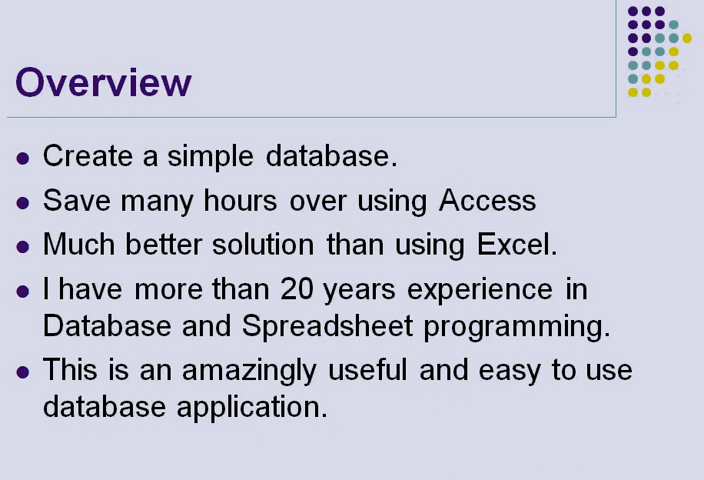 Overview
Create a simple database.
Save many hours over using Access
Much better solution than using Excel.
I have more than 20 years experience in
Database and Spreadsheet programming.
This is an amazingly useful and easy to use
database application.